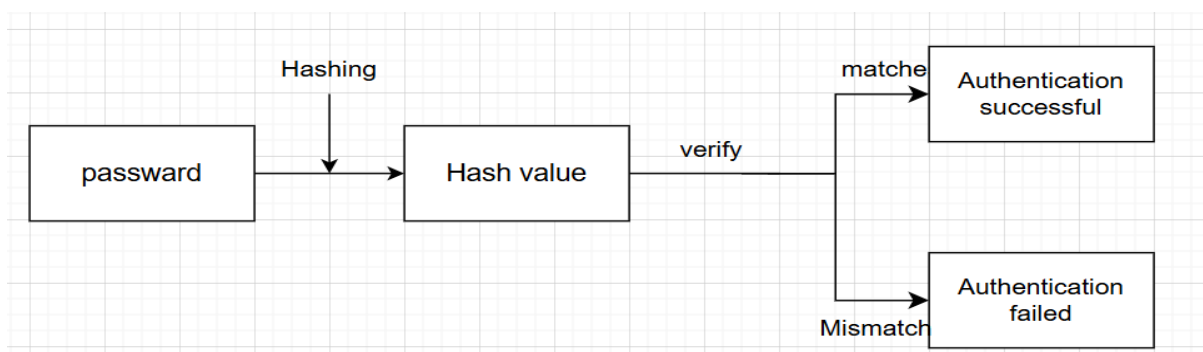 Hashing
passward
Hash value
verify
matche
Authentication
successful
Mismatch
Authentication
failed